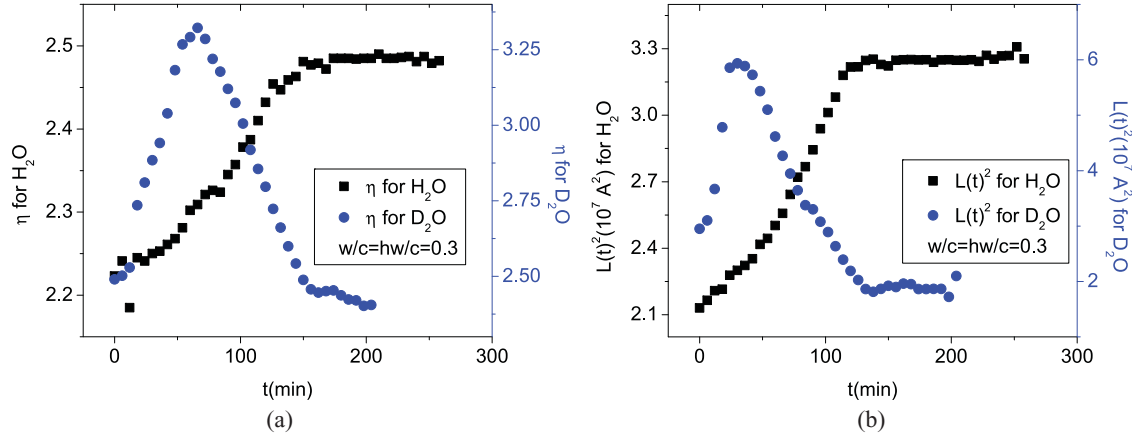 2.5
2.4
2.3
2.2
η for H₂O
3.25
3.00
2.75
2.50
η for D₂O
η for H₂O
η for D₂O
w/c=hw/c=0.3
0 100 200 300
t(min)
(a)
3.3
3.0
2.7
2.4
2.1
L(t)²(10⁷ A²) for H₂O
6
4
2
L(t)²(10⁷ A²) for D₂O
L(t)² for H₂O
L(t)² for D₂O
w/c=hw/c=0.3
0 100 200 300
t(min)
(b)